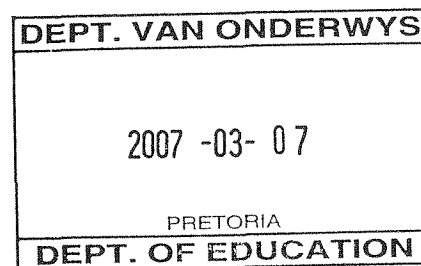 DEPT. VAN ONDERWYS
2007 -03- 07
PRETORIA
DEPT. OF EDUCATION